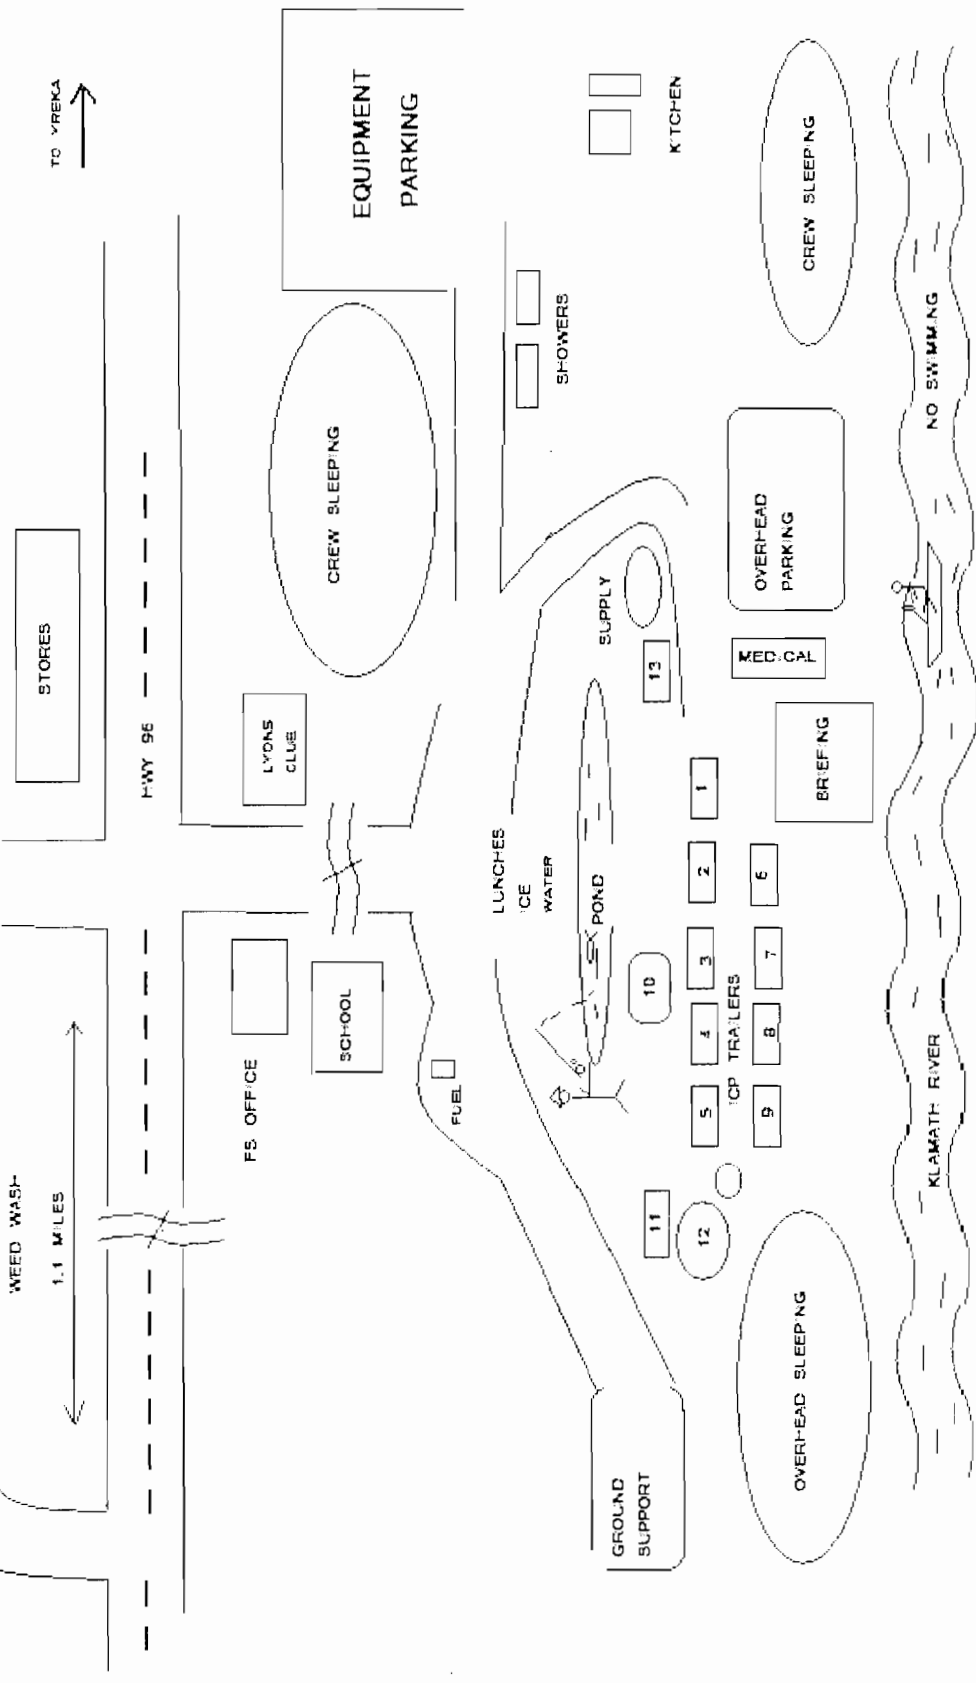 WEED WASH
1.1 MILES
STORES
TO YREKA
HWY 96
FS OFFICE
SCHOOL
LYONS
CLUE
CREW SLEEPING
EQUIPMENT
PARKING
FUEL
LUNCHES
ICE
WATER
SHOWERS
KITCHEN
GROUND
SUPPORT
POND
SUPPLY
11
12
10
13
5
4
3
2
1
ICP TRAILERS
9
8
7
6
MEDICAL
OVERHEAD
PARKING
CREW SLEEPING
OVERHEAD SLEEPING
BRIEFING
KLAMATH RIVER
NO SWIMMING